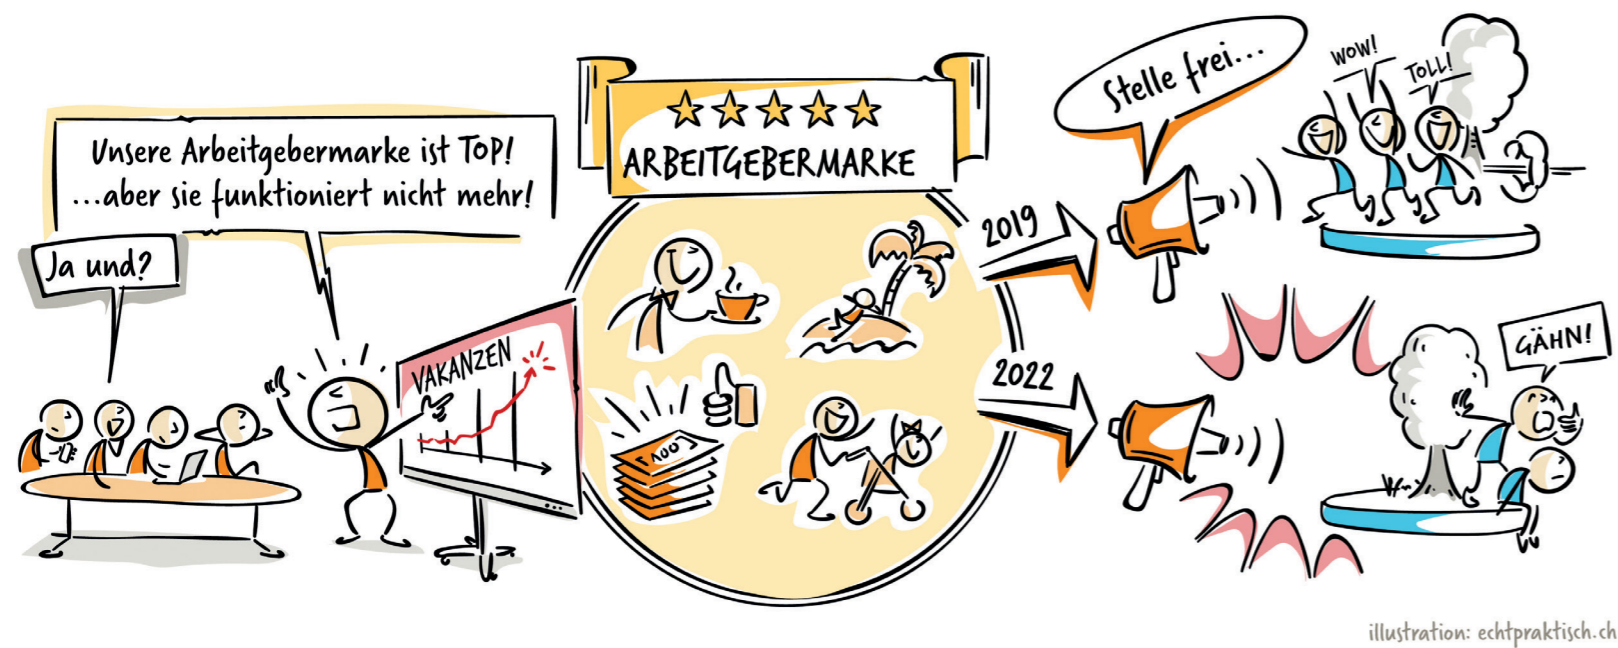 Unsere Arbeitgebermarke ist TOP!
...aber sie funktioniert nicht mehr!
Ja und?
VAKANZEN
ARBEITGEBERMARKE
100
2019
Stelle frei...
WOW!
TOLL!
2022
GÄHN!
illustration: echtpraktisch.ch